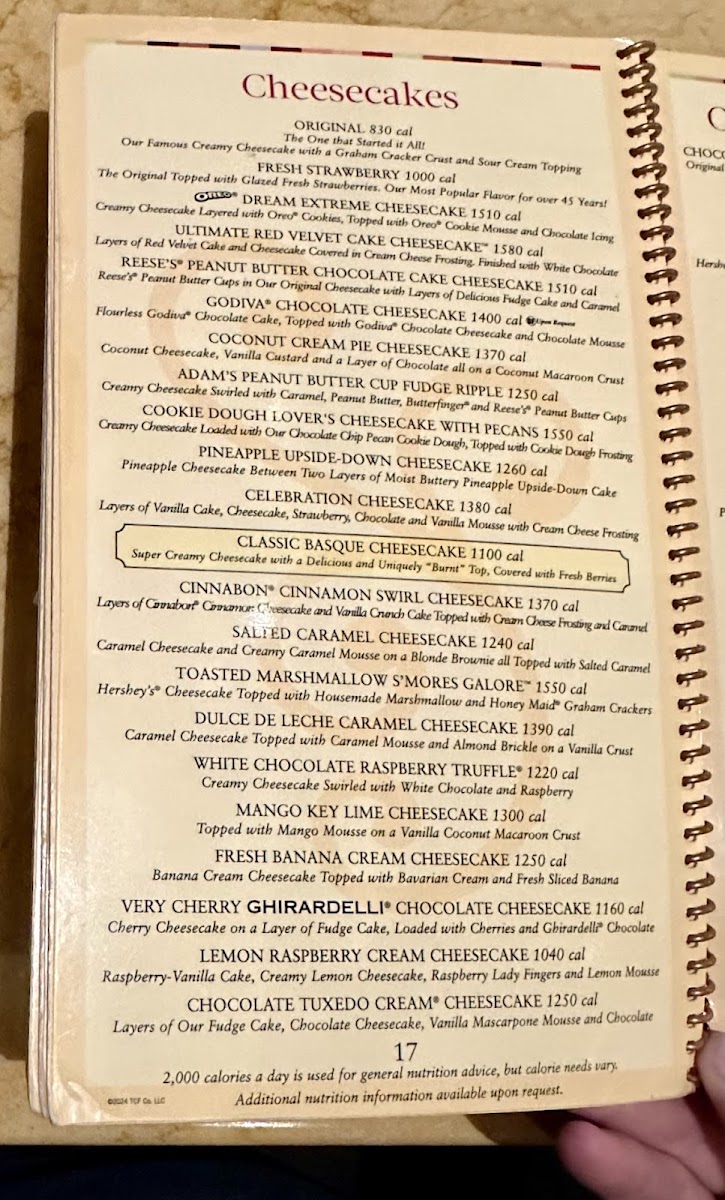 Cheesecakes
ORIGINAL 830 cal
The One that Started it All!
Our Famous Creamy Cheesecake with a Graham Cracker Crust and Sour Cream Topping
FRESH STRAWBERRY 1000 cal
The Original Topped with Glazed Fresh Strawberries. Our Most Popular Flavor for over 45 Years!
OREO® DREAM EXTREME CHEESECAKE 1510 cal
Creamy Cheesecake Layered with Oreo® Cookies, Topped with Oreo® Cookie Mousse and Chocolate Icing
ULTIMATE RED VELVET CAKE CHEESECAKE™ 1580 cal
Layers of Red Velvet Cake and Cheesecake Covered in Cream Cheese Frosting. Finished with White Chocolate
REESE'S® PEANUT BUTTER CHOCOLATE CAKE CHEESECAKE 1510 cal
Reese's® Peanut Butter Cups in Our Original Cheesecake with Layers of Delicious Fudge Cake and Caramel
GODIVA® CHOCOLATE CHEESECAKE 1400 cal Upon Request
Flourless Godiva® Chocolate Cake, Topped with Godiva® Chocolate Cheesecake and Chocolate Mousse
COCONUT CREAM PIE CHEESECAKE 1370 cal
Coconut Cheesecake, Vanilla Custard and a Layer of Chocolate all on a Coconut Macaroon Crust
ADAM'S PEANUT BUTTER CUP FUDGE RIPPLE 1250 cal
Creamy Cheesecake Swirled with Caramel, Peanut Butter, Butterfinger® and Reese's® Peanut Butter Cups
COOKIE DOUGH LOVER'S CHEESECAKE WITH PECANS 1550 cal
Creamy Cheesecake Loaded with Our Chocolate Chip Pecan Cookie Dough, Topped with Cookie Dough Frosting
PINEAPPLE UPSIDE-DOWN CHEESECAKE 1260 cal
Pineapple Cheesecake Between Two Layers of Moist Buttery Pineapple Upside-Down Cake
CELEBRATION CHEESECAKE 1380 cal
Layers of Vanilla Cake, Cheesecake, Strawberry, Chocolate and Vanilla Mousse with Cream Cheese Frosting
CLASSIC BASQUE CHEESECAKE 1100 cal
Super Creamy Cheesecake with a Delicious and Uniquely "Burnt" Top, Covered with Fresh Berries
CINNABON® CINNAMON SWIRL CHEESECAKE 1370 cal
Layers of Cinnabon® Cinnamon Cheesecake and Vanilla Crunch Cake Topped with Cream Cheese Frosting and Caramel
SALTED CARAMEL CHEESECAKE 1240 cal
Caramel Cheesecake and Creamy Caramel Mousse on a Blonde Brownie all Topped with Salted Caramel
TOASTED MARSHMALLOW S'MORES GALORE™ 1550 cal
Hershey's® Cheesecake Topped with Housemade Marshmallow and Honey Maid® Graham Crackers
DULCE DE LECHE CARAMEL CHEESECAKE 1390 cal
Caramel Cheesecake Topped with Caramel Mousse and Almond Brickle on a Vanilla Crust
WHITE CHOCOLATE RASPBERRY TRUFFLE® 1220 cal
Creamy Cheesecake Swirled with White Chocolate and Raspberry
MANGO KEY LIME CHEESECAKE 1300 cal
Topped with Mango Mousse on a Vanilla Coconut Macaroon Crust
FRESH BANANA CREAM CHEESECAKE 1250 cal
Banana Cream Cheesecake Topped with Bavarian Cream and Fresh Sliced Banana
VERY CHERRY GHIRARDELLI® CHOCOLATE CHEESECAKE 1160 cal
Cherry Cheesecake on a Layer of Fudge Cake, Loaded with Cherries and Ghirardelli® Chocolate
LEMON RASPBERRY CREAM CHEESECAKE 1040 cal
Raspberry-Vanilla Cake, Creamy Lemon Cheesecake, Raspberry Lady Fingers and Lemon Mousse
CHOCOLATE TUXEDO CREAM® CHEESECAKE 1250 cal
Layers of Our Fudge Cake, Chocolate Cheesecake, Vanilla Mascarpone Mousse and Chocolate
17
2,000 calories a day is used for general nutrition advice, but calorie needs vary.
Additional nutrition information available upon request.
©2024 TCF Co. LLC
Original